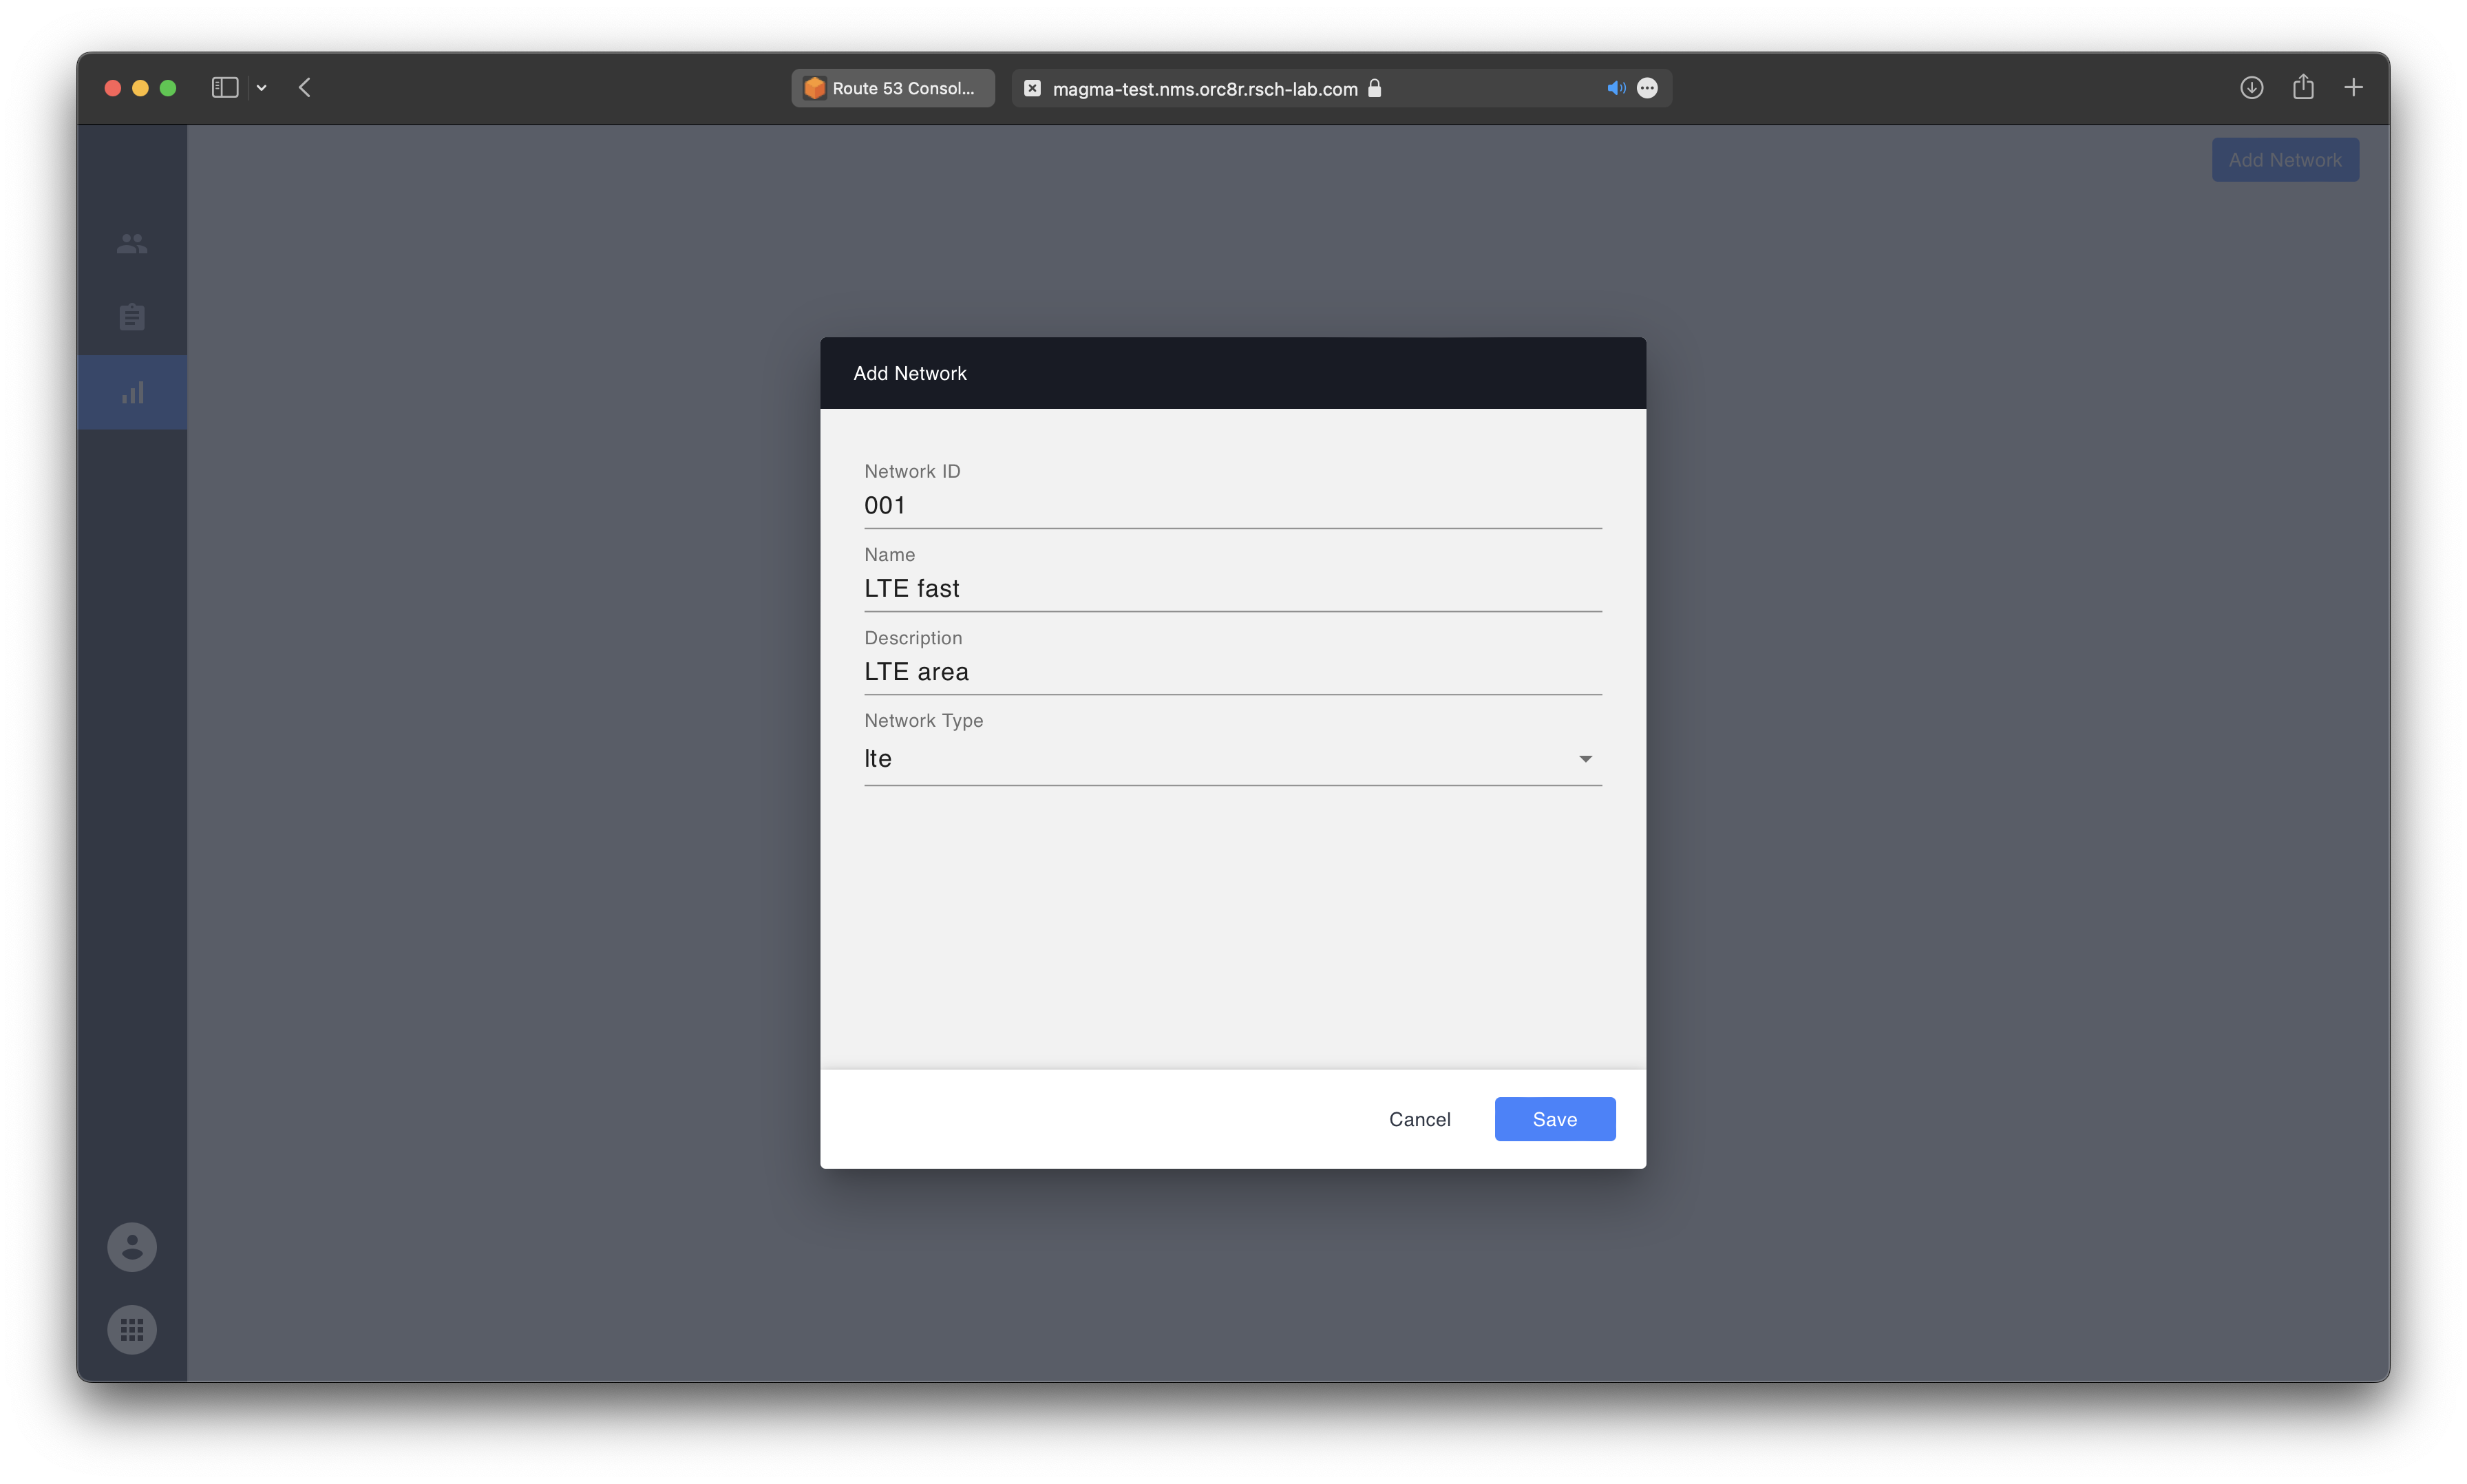 Route 53 Consol...
magma-test.nms.orc8r.rsch-lab.com
Add Network
Add Network
Network ID
001
Name
LTE fast
Description
LTE area
Network Type
lte
Cancel
Save